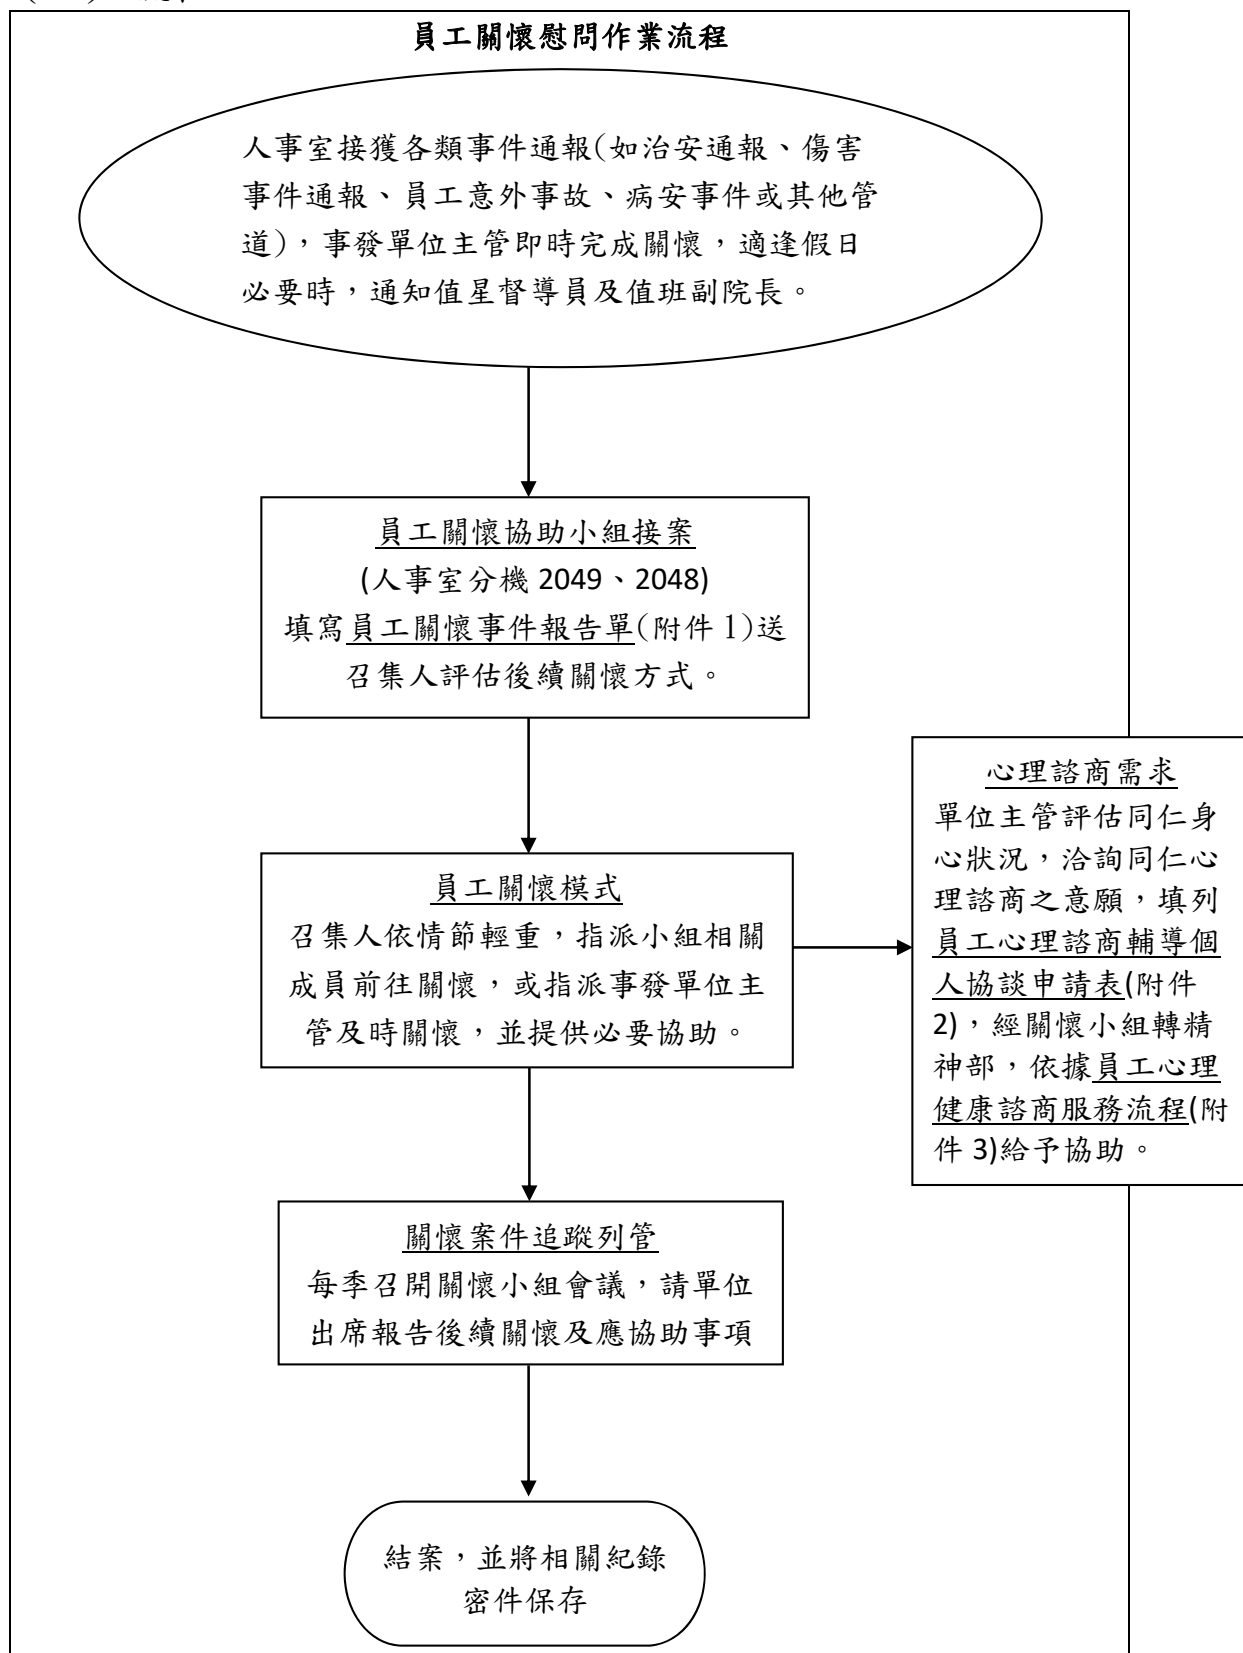 員工關懷慰問作業流程
人事室接獲各類事件通報(如治安通報、傷害
事件通報、員工意外事故、病安事件或其他管
道)，事發單位主管即時完成關懷，適逢假日
必要時，通知值星督導員及值班副院長。
員工關懷協助小組接案
(人事室分機 2049、2048)
填寫員工關懷事件報告單(附件 1)送
召集人評估後續關懷方式。
員工關懷模式
召集人依情節輕重，指派小組相關
成員前往關懷，或指派事發單位主
管及時關懷，並提供必要協助。
心理諮商需求
單位主管評估同仁身
心狀況，洽詢同仁心
理諮商之意願，填列
員工心理諮商輔導個
人協談申請表(附件
2)，經關懷小組轉精
神部，依據員工心理
健康諮商服務流程(附
件 3)給予協助。
關懷案件追蹤列管
每季召開關懷小組會議，請單位
出席報告後續關懷及應協助事項
結案，並將相關紀錄
密件保存